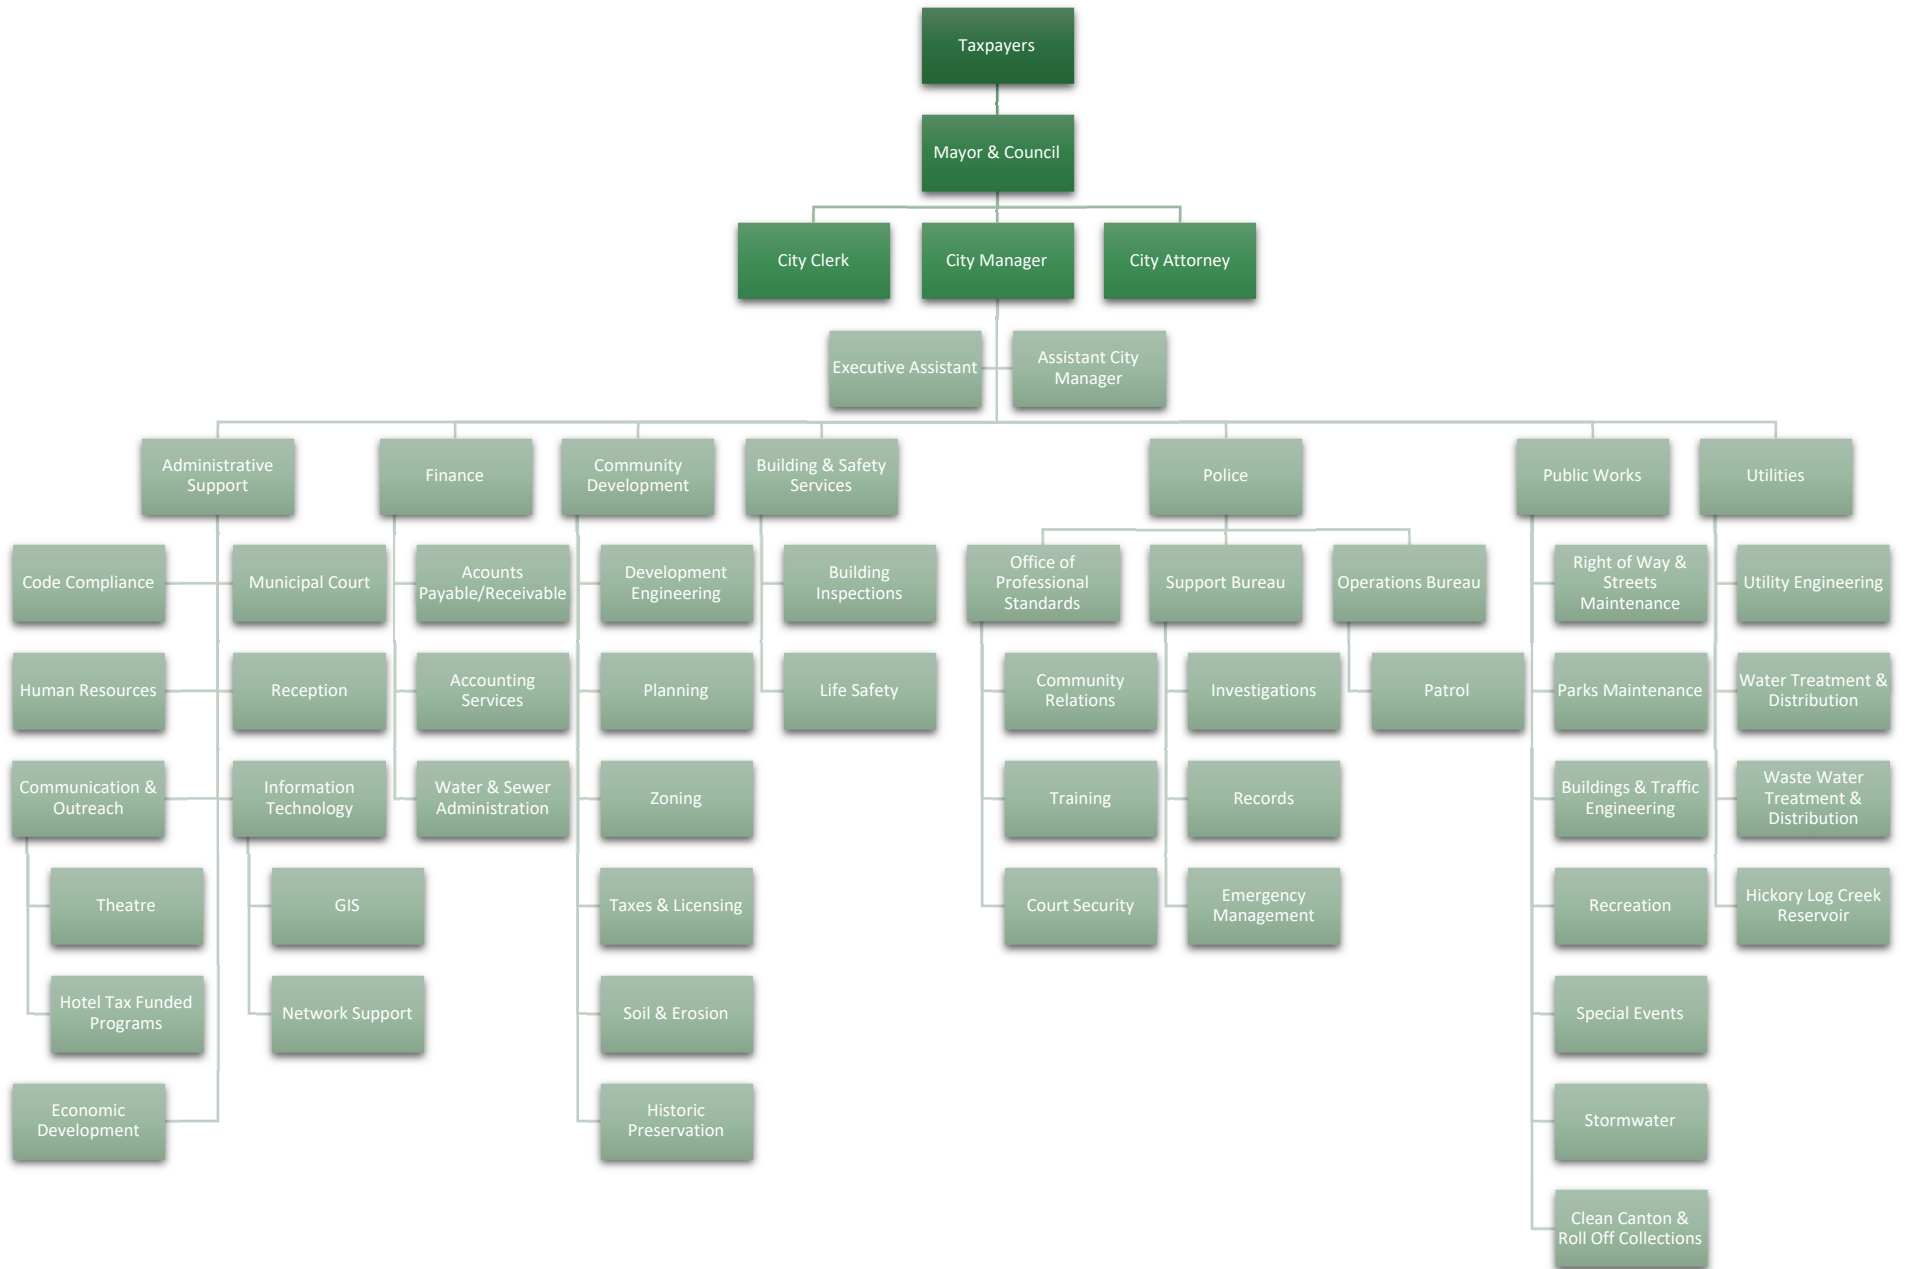 Taxpayers
Mayor & Council
City Clerk
City Manager
City Attorney
Executive Assistant
Assistant City
Manager
Administrative
Support
Finance
Community
Development
Building & Safety
Services
Police
Public Works
Utilities
Code Compliance
Municipal Court
Acounts
Payable/Receivable
Development
Engineering
Building
Inspections
Office of
Professional
Standards
Support Bureau
Operations Bureau
Right of Way &
Streets
Maintenance
Utility Engineering
Human Resources
Reception
Accounting
Services
Planning
Life Safety
Community
Relations
Investigations
Patrol
Parks Maintenance
Water Treatment &
Distribution
Communication &
Outreach
Information
Technology
Water & Sewer
Administration
Zoning
Training
Records
Buildings & Traffic
Engineering
Waste Water
Treatment &
Distribution
Theatre
GIS
Taxes & Licensing
Court Security
Emergency
Management
Recreation
Hickory Log Creek
Reservoir
Hotel Tax Funded
Programs
Network Support
Soil & Erosion
Special Events
Economic
Development
Historic
Preservation
Stormwater
Clean Canton &
Roll Off Collections